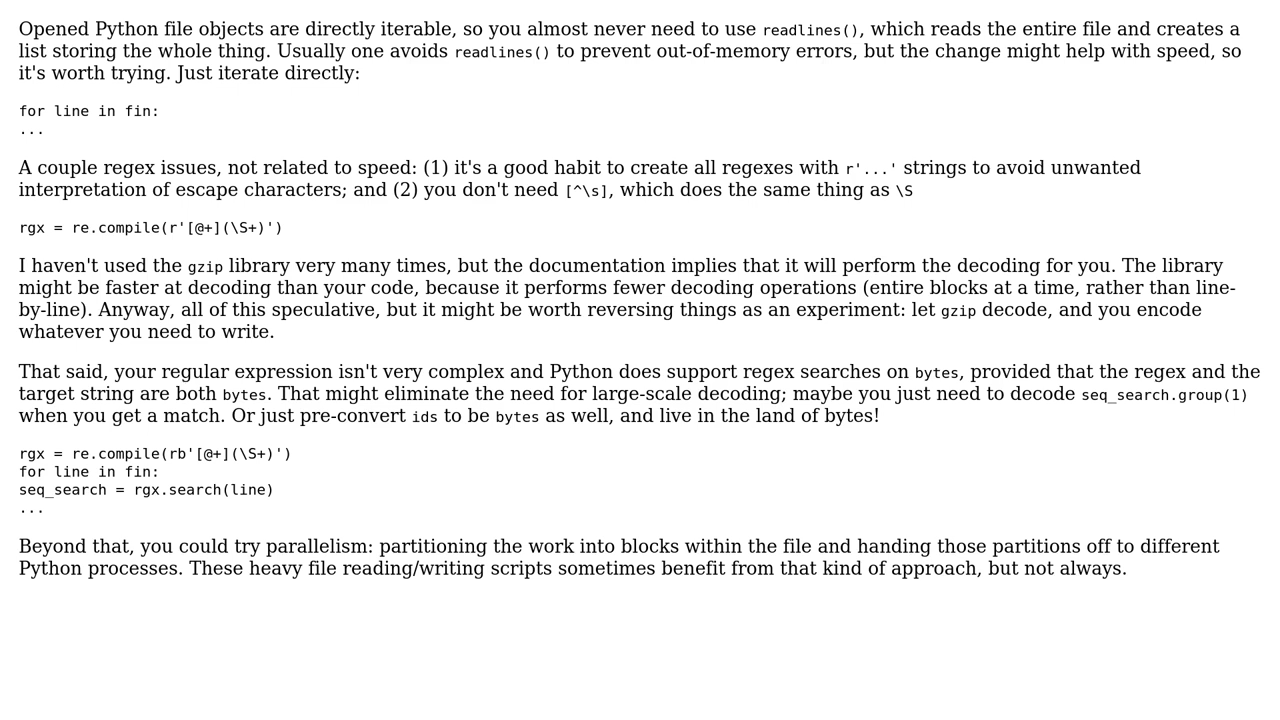 Opened Python file objects are directly iterable, so you almost never need to use readlines(), which reads the entire file and creates a
list storing the whole thing. Usually one avoids readlines() to prevent out-of-memory errors, but the change might help with speed, so
it's worth trying. Just iterate directly:
for line in fin:
...
A couple regex issues, not related to speed: (1) it's a good habit to create all regexes with r'...' strings to avoid unwanted
interpretation of escape characters; and (2) you don't need [^\s], which does the same thing as \S
rgx = re.compile(r'[@+](\S+)')
I haven't used the gzip library very many times, but the documentation implies that it will perform the decoding for you. The library
might be faster at decoding than your code, because it performs fewer decoding operations (entire blocks at a time, rather than line-
by-line). Anyway, all of this speculative, but it might be worth reversing things as an experiment: let gzip decode, and you encode
whatever you need to write.
That said, your regular expression isn't very complex and Python does support regex searches on bytes, provided that the regex and the
target string are both bytes. That might eliminate the need for large-scale decoding; maybe you just need to decode seq_search.group(1)
when you get a match. Or just pre-convert ids to be bytes as well, and live in the land of bytes!
rgx = re.compile(rb'[@+](\S+)')
for line in fin:
seq_search = rgx.search(line)
...
Beyond that, you could try parallelism: partitioning the work into blocks within the file and handing those partitions off to different
Python processes. These heavy file reading/writing scripts sometimes benefit from that kind of approach, but not always.